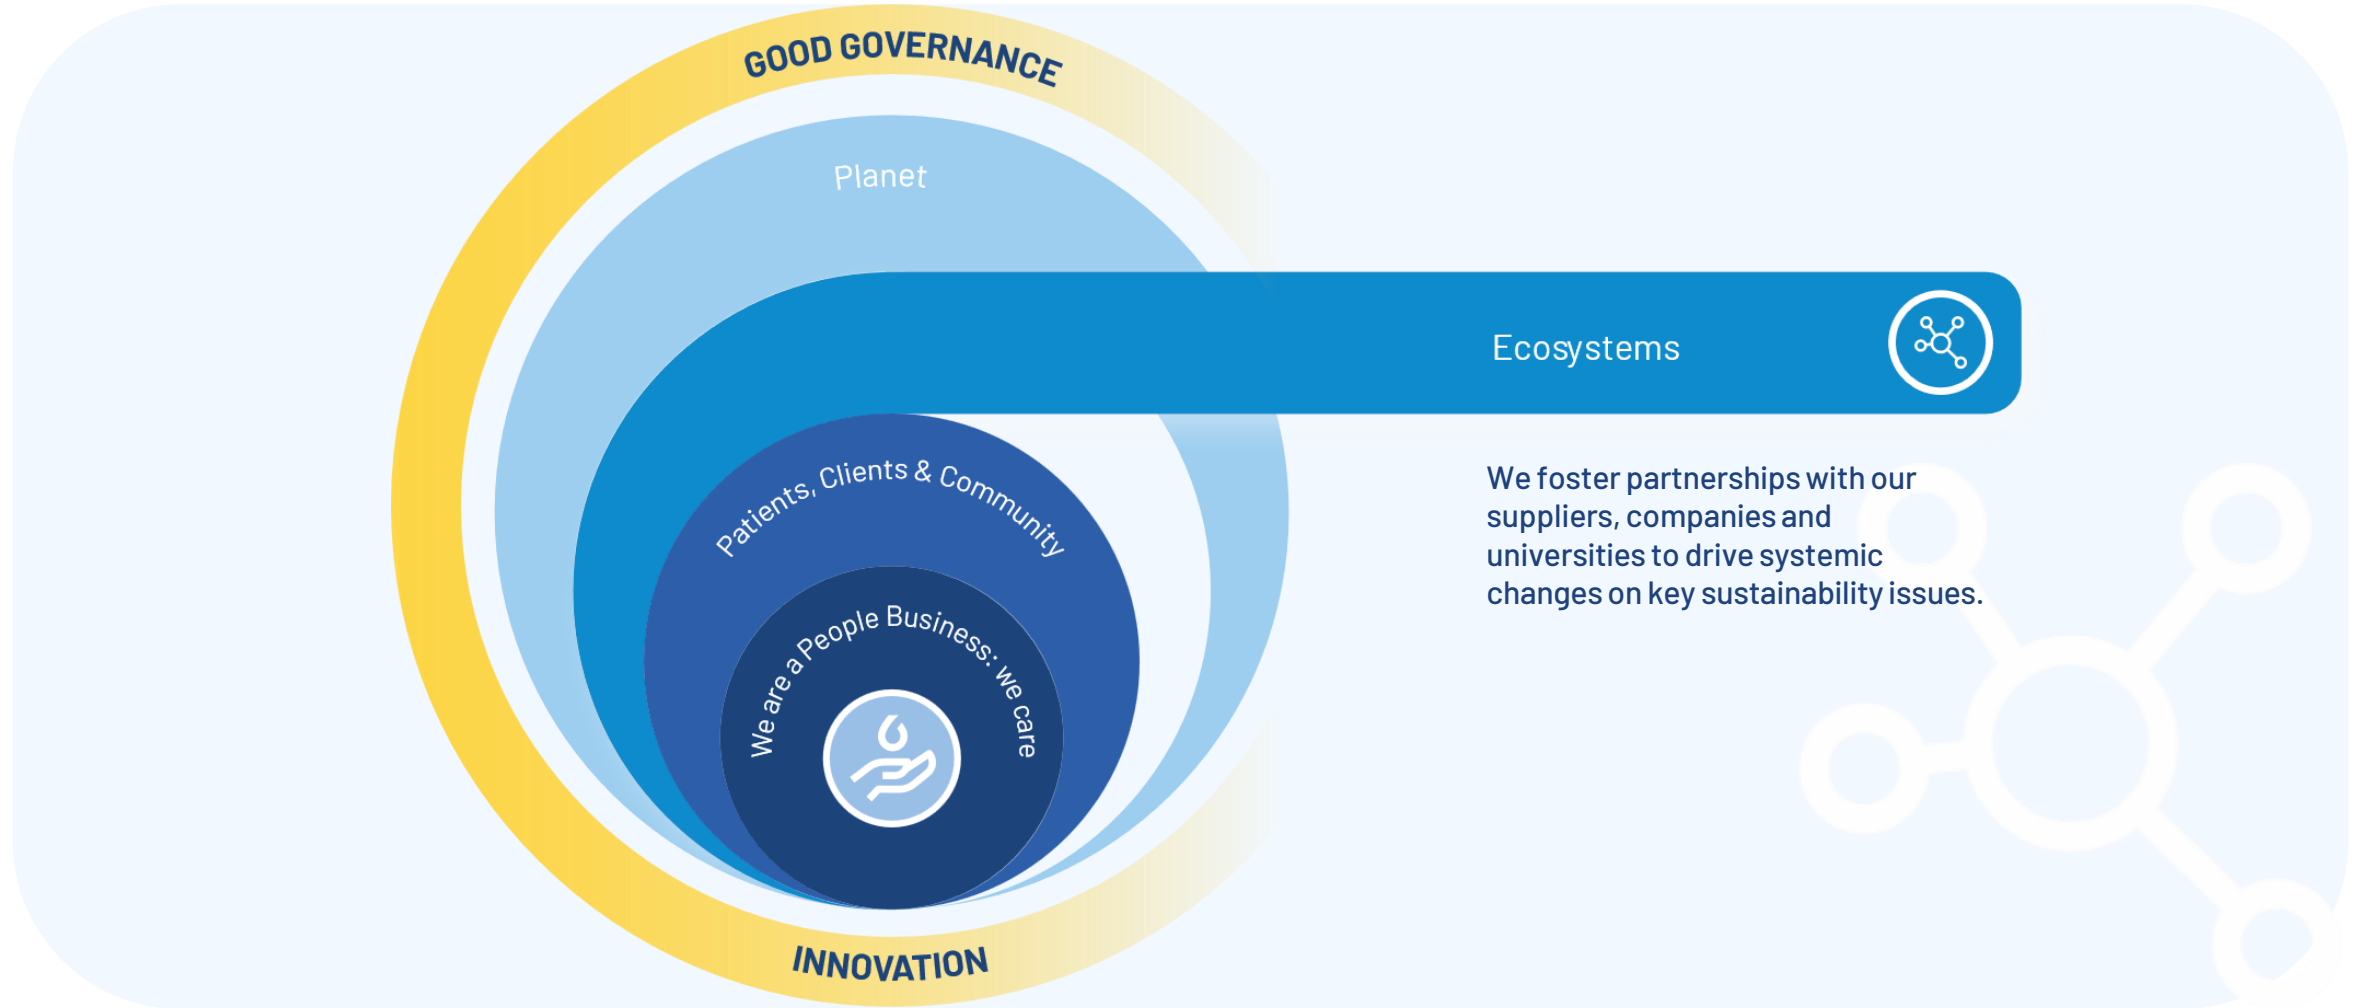 GOOD GOVERNANCE
Planet
Ecosystems
Patients, Clients & Community
We foster partnerships with our
suppliers, companies and
universities to drive systemic
changes on key sustainability issues.
We are a People Business: we care
INNOVATION